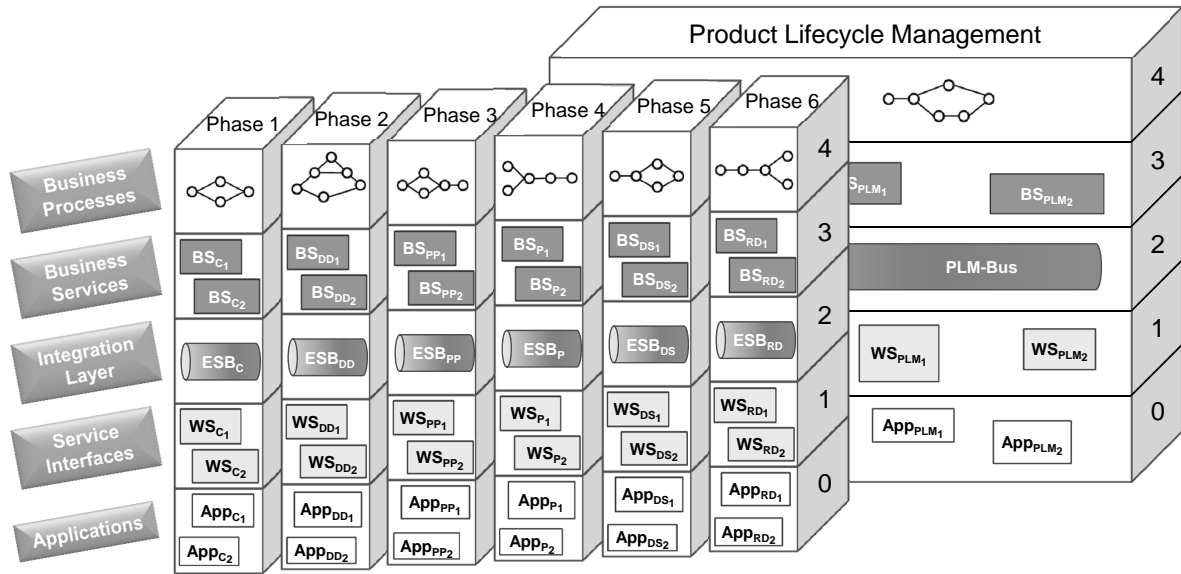 Product Lifecycle Management
Phase 1
Phase 2
Phase 3
Phase 4
Phase 5
Phase 6
Business
Processes
4
4
Business
Services
BSC1
BSC2
BSDD1
BSDD2
BSPP1
BSPP2
BSP1
BSP2
BSDS1
BSDS2
BSRD1
BSRD2
3
SPLM1
BSPLM2
3
Integration
Layer
ESBC
ESBDD
ESBPP
ESBP
ESBDS
ESBRD
2
PLM-Bus
2
Service
Interfaces
WSC1
WSC2
WSDD1
WSDD2
WSPP1
WSPP2
WSP1
WSP2
WSDS1
WSDS2
WSRD1
WSRD2
1
WSPLM1
WSPLM2
1
Applications
AppC1
AppC2
AppDD1
AppDD2
AppPP1
AppPP2
AppP1
AppP2
AppDS1
AppDS2
AppRD1
AppRD2
0
AppPLM1
AppPLM2
0